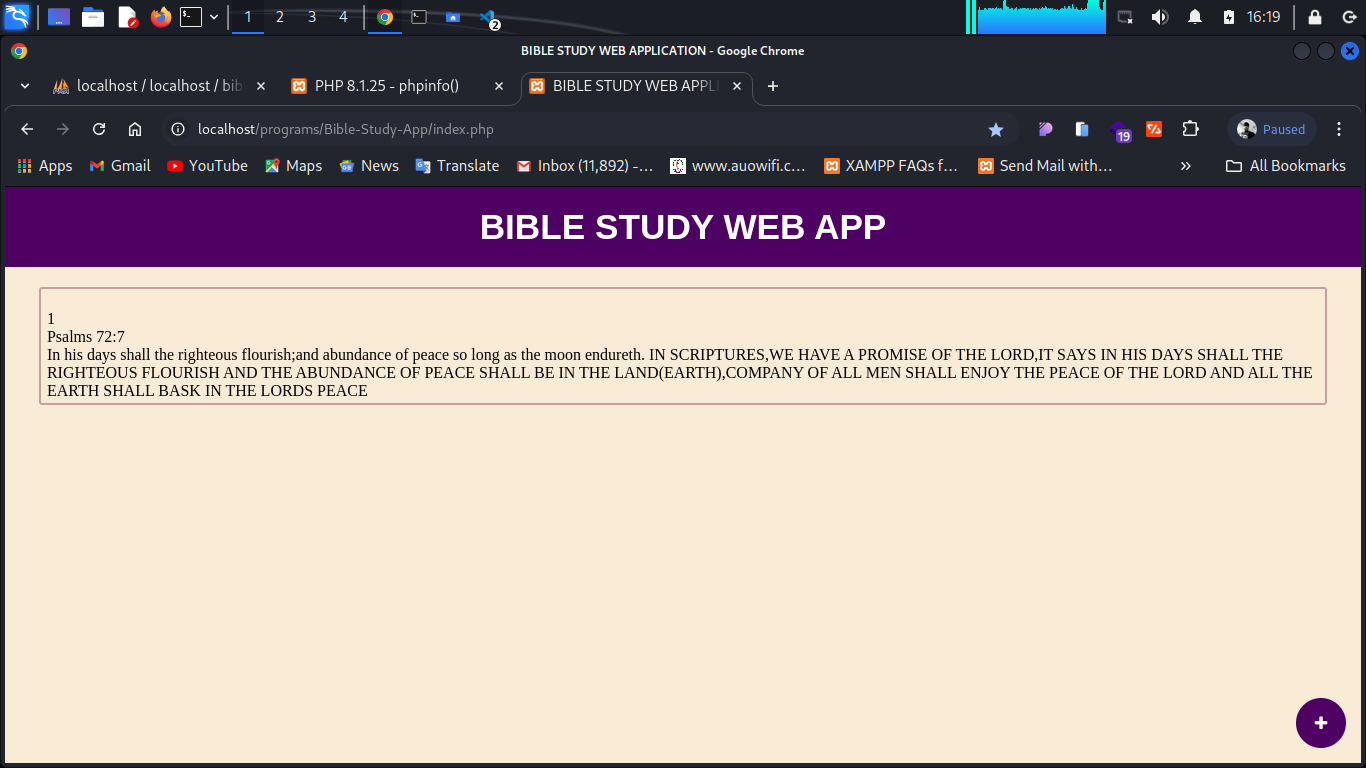 1 2 3 4
2
16:19
BIBLE STUDY WEB APPLICATION - Google Chrome
localhost / localhost / bib
PHP 8.1.25 - phpinfo()
BIBLE STUDY WEB APPL
localhost/programs/Bible-Study-App/index.php
19
Paused
Apps
Gmail
YouTube
Maps
News
Translate
Inbox (11,892) -...
www.auowifi.c...
XAMPP FAQs f...
Send Mail with...
All Bookmarks
BIBLE STUDY WEB APP
1
Psalms 72:7
In his days shall the righteous flourish;and abundance of peace so long as the moon endureth. IN SCRIPTURES,WE HAVE A PROMISE OF THE LORD,IT SAYS IN HIS DAYS SHALL THE
RIGHTEOUS FLOURISH AND THE ABUNDANCE OF PEACE SHALL BE IN THE LAND(EARTH),COMPANY OF ALL MEN SHALL ENJOY THE PEACE OF THE LORD AND ALL THE
EARTH SHALL BASK IN THE LORDS PEACE